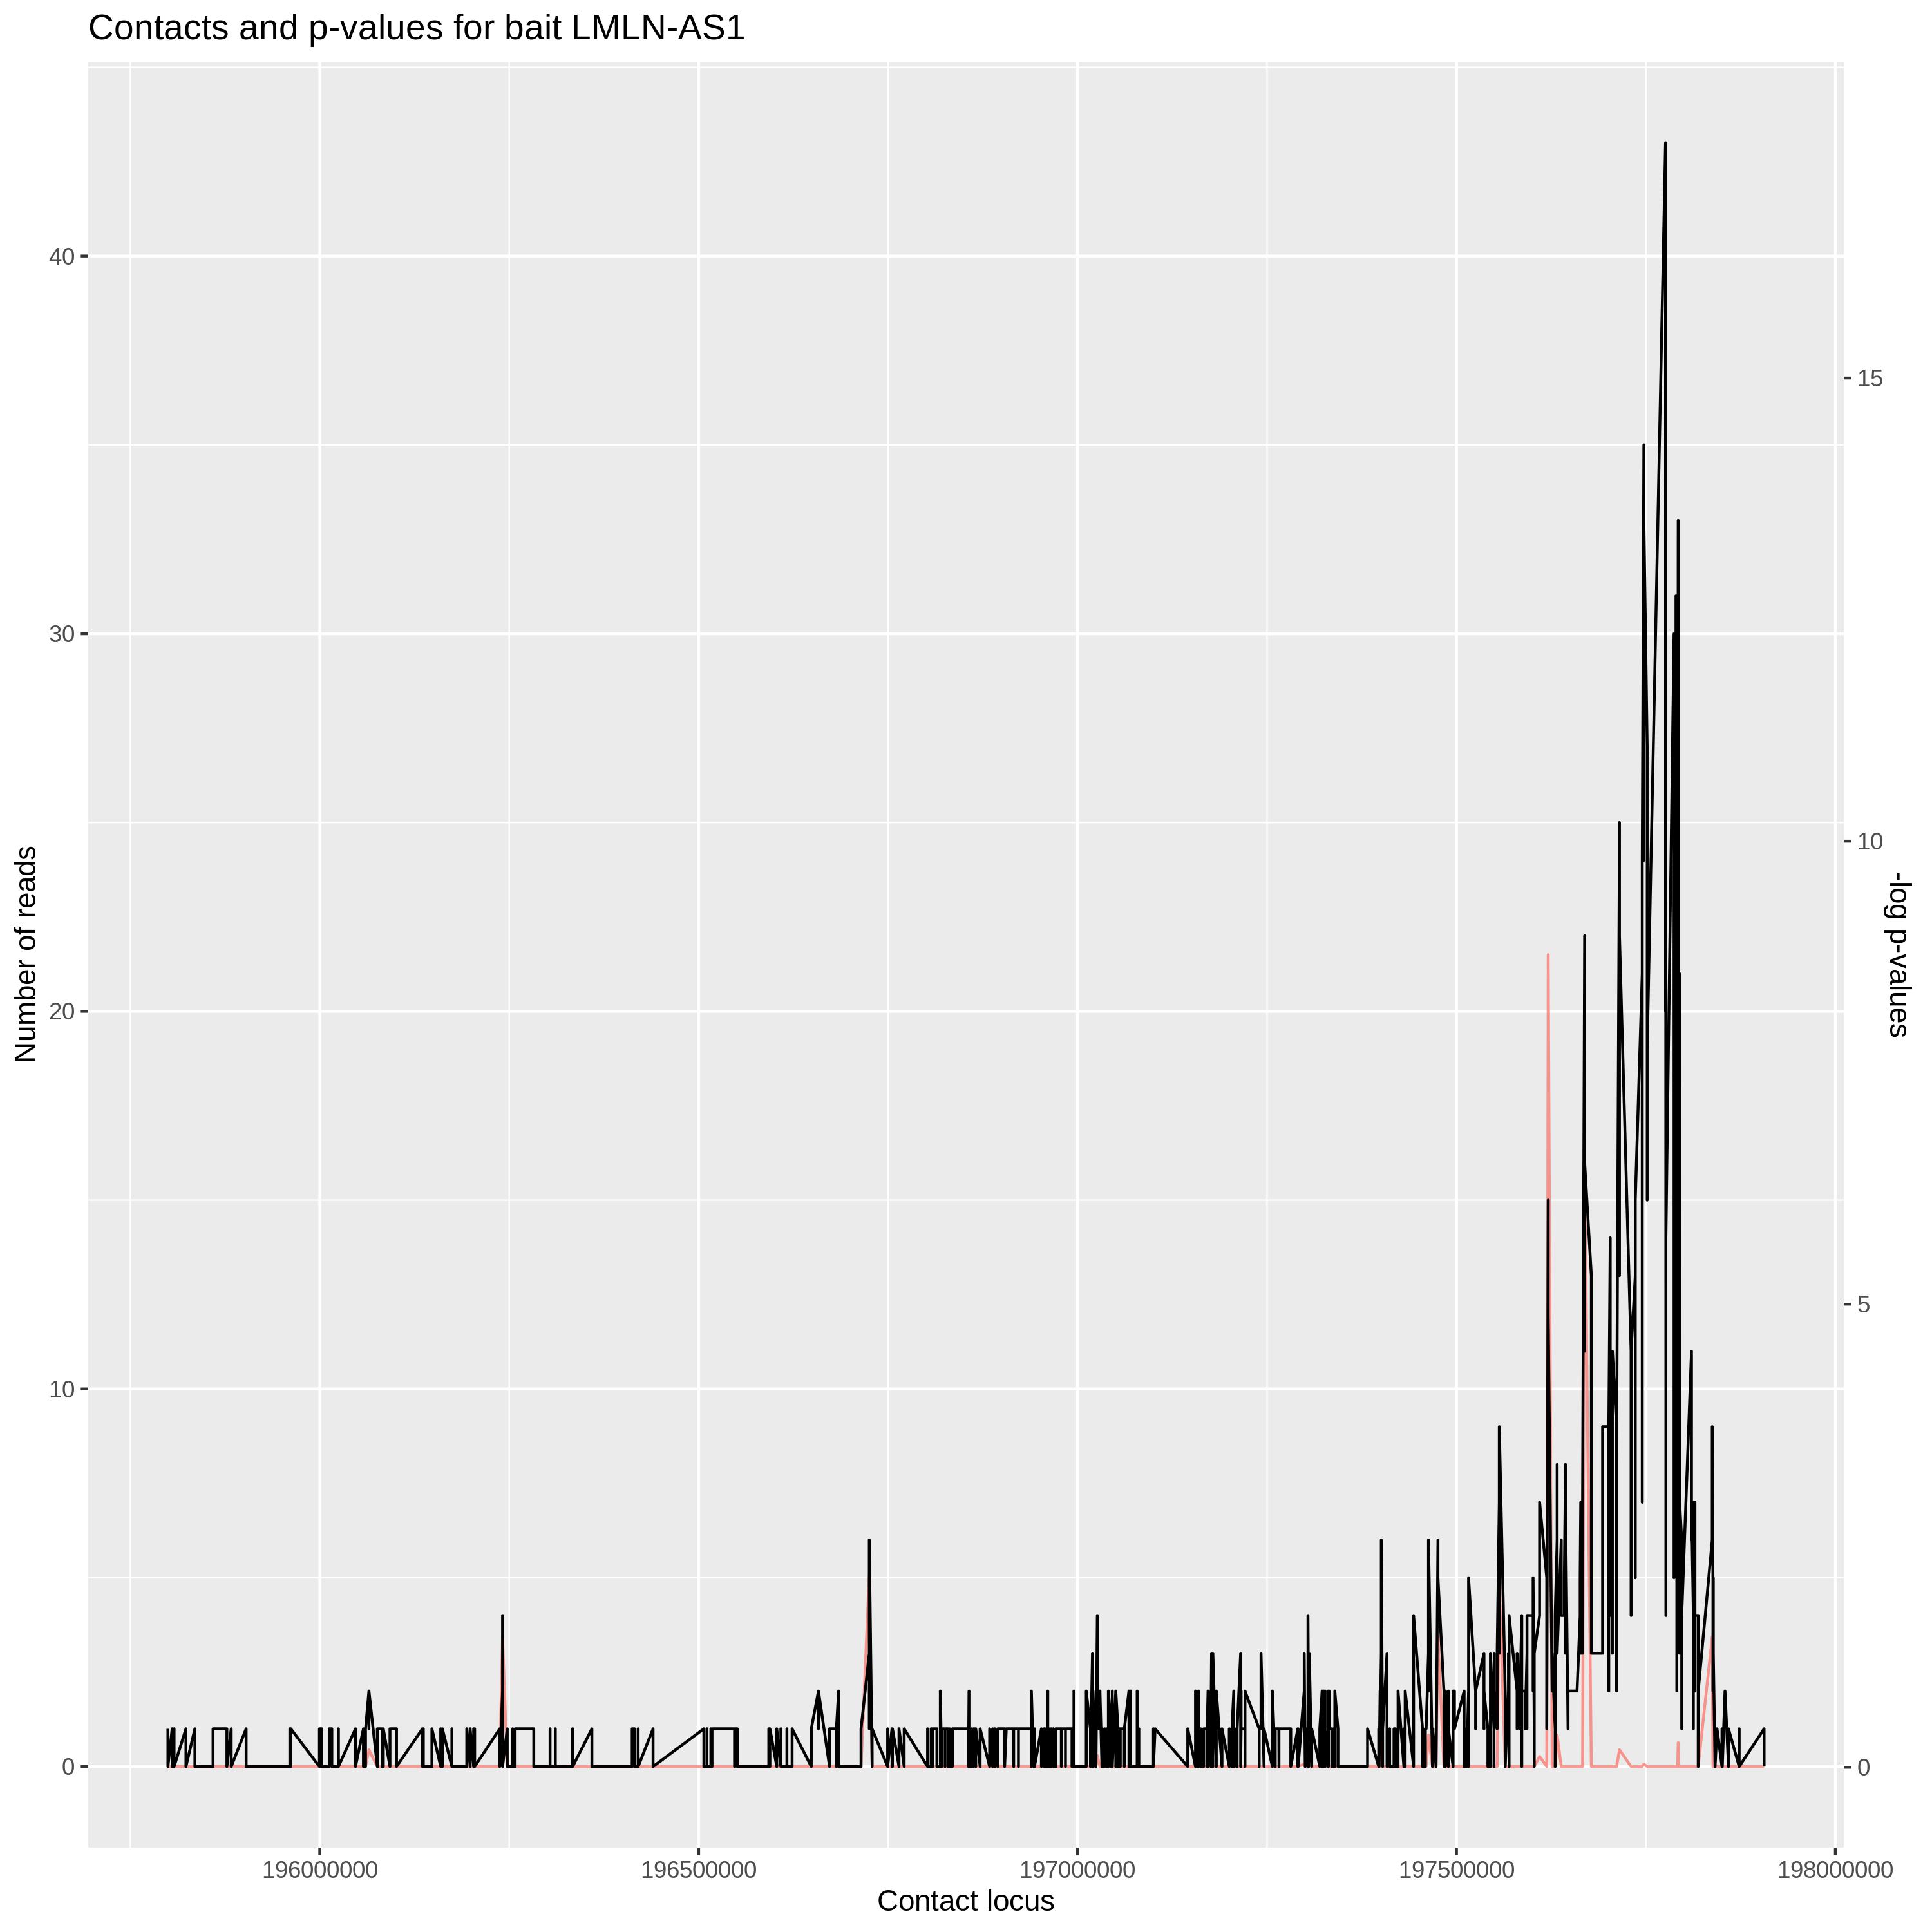 Contacts and p-values for bait LMLN-AS1
40
30
20
10
0
Number of reads
15
10
5
0
-log p-values
196000000 196500000 197000000 197500000 198000000
Contact locus